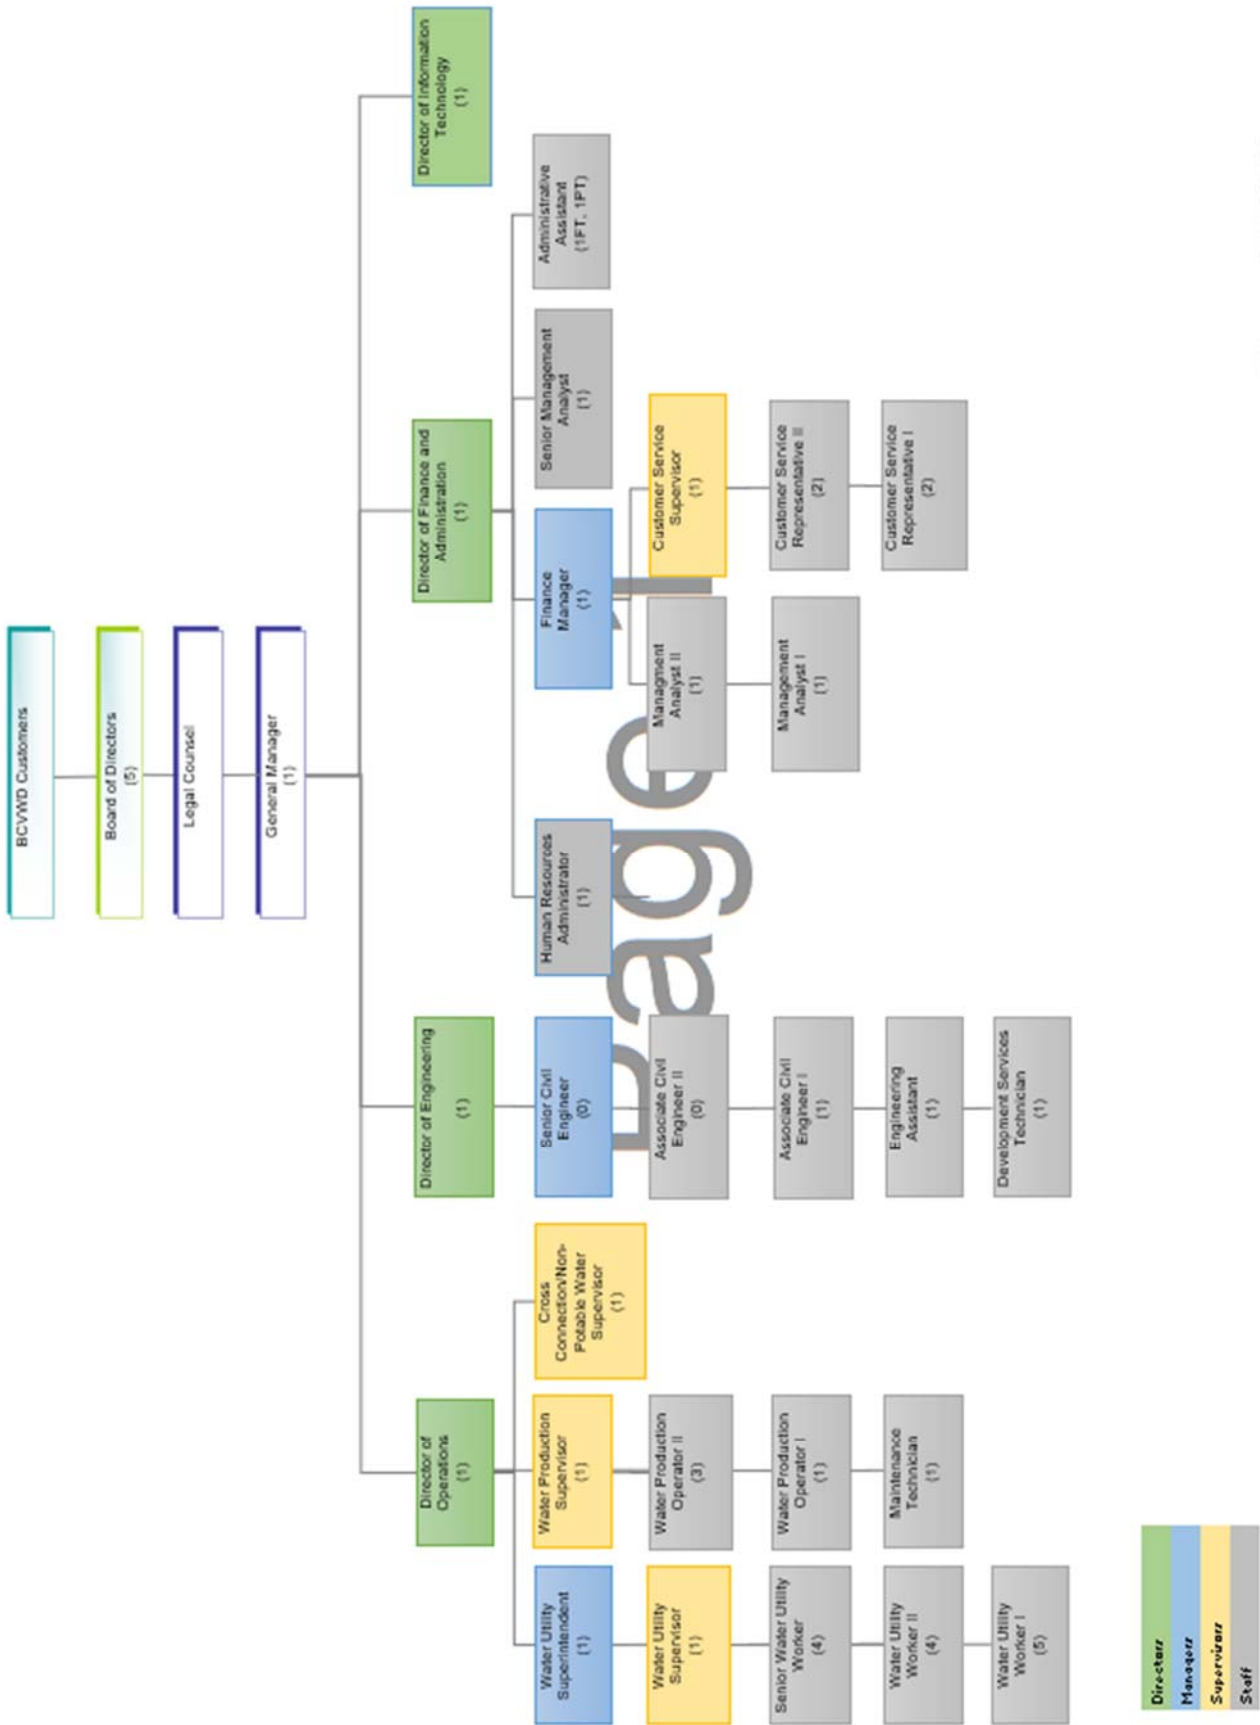 BCVWD Customers
Board of Directors
(5)
Legal Counsel
General Manager
(1)
Director of
Operations
(1)
Director of Engineering
(1)
Director of Finance and
Administration
(1)
Director of Information
Technology
(1)
Water Utility
Superintendent
(1)
Water Production
Supervisor
(1)
Cross
Connection/Non-
Potable Water
Supervisor
(1)
Senior Civil
Engineer
(0)
Human Resources
Administrator
(1)
Finance
Manager
(1)
Senior Management
Analyst
(1)
Administrative
Assistant
(1FT, 1PT)
Water Utility
Supervisor
(1)
Water Production
Operator II
(3)
Associate Civil
Engineer II
(0)
Managment
Analyst II
(1)
Customer Service
Supervisor
(1)
Senior Water Utility
Worker
(4)
Water Production
Operator I
(1)
Associate Civil
Engineer I
(1)
Management
Analyst I
(1)
Customer Service
Representative II
(2)
Water Utility
Worker II
(4)
Maintenance
Technician
(1)
Engineering
Assistant
(1)
Customer Service
Representative I
(2)
Water Utility
Worker I
(5)
Development Services
Technician
(1)
Directors
Managers
Supervisors
Staff
Page